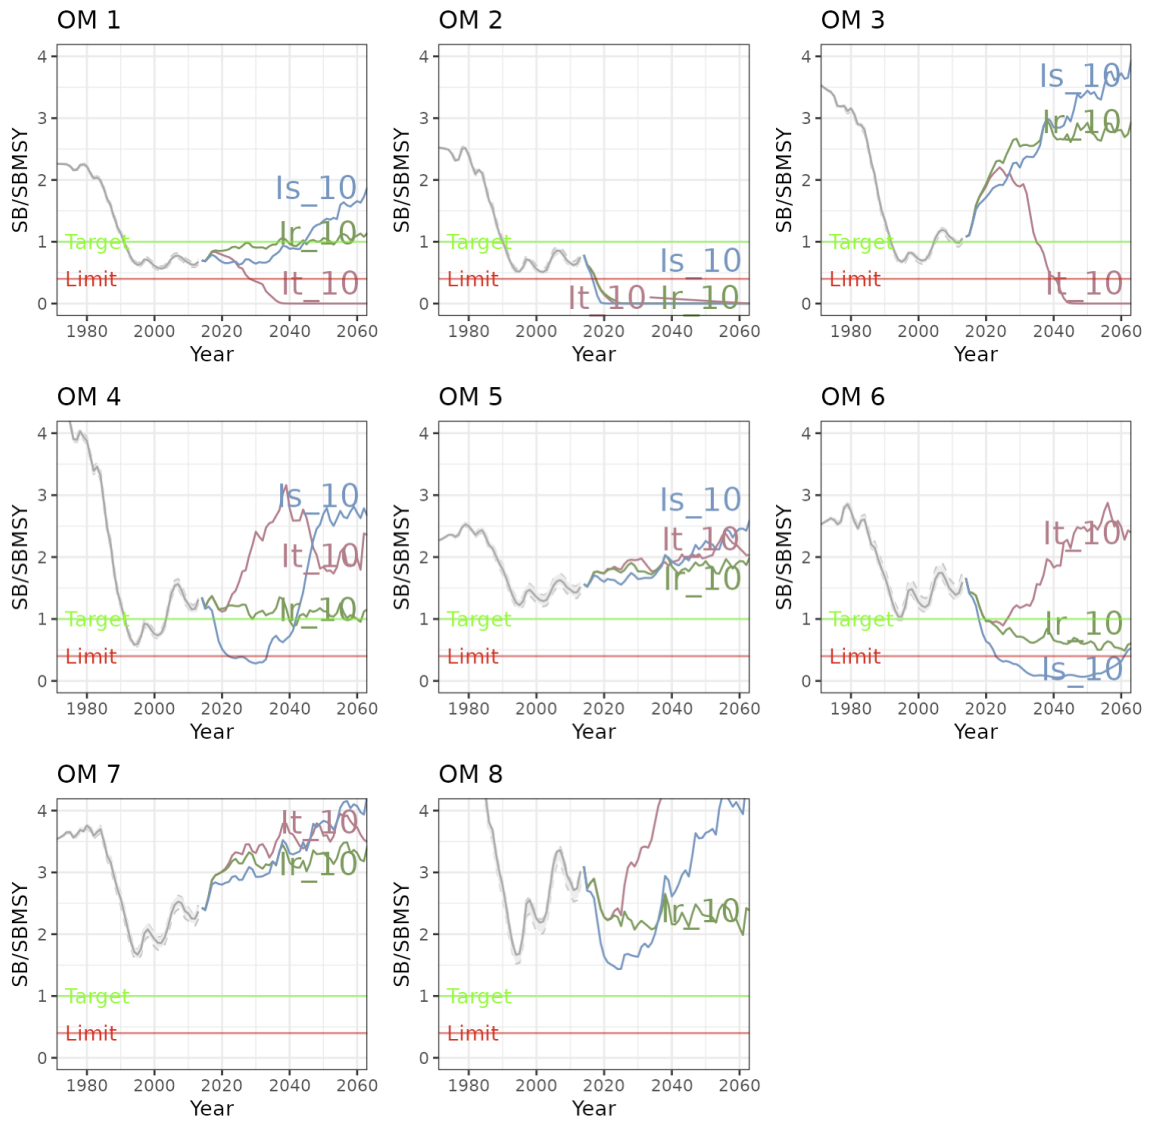 OM 1
OM 2
OM 3
SB/SBMSY
4
3
2
1
0
Is_10
Ir_10
It_10
Target
Limit
1980 2000 2020 2040 2060
Year
SB/SBMSY
4
3
2
1
0
Is_10
It_10
Ir_10
Target
Limit
1980 2000 2020 2040 2060
Year
SB/SBMSY
4
3
2
1
0
Is_10
Ir_10
It_10
Target
Limit
1980 2000 2020 2040 2060
Year
OM 4
OM 5
OM 6
SB/SBMSY
4
3
2
1
0
Is_10
It_10
Ir_10
Target
Limit
1980 2000 2020 2040 2060
Year
SB/SBMSY
4
3
2
1
0
Is_10
It_10
Ir_10
Target
Limit
1980 2000 2020 2040 2060
Year
SB/SBMSY
4
3
2
1
0
It_10
Ir_10
Is_10
Target
Limit
1980 2000 2020 2040 2060
Year
OM 7
OM 8
SB/SBMSY
4
3
2
1
0
It_10
Ir_10
Target
Limit
1980 2000 2020 2040 2060
Year
SB/SBMSY
4
3
2
1
0
Ir_10
Target
Limit
1980 2000 2020 2040 2060
Year